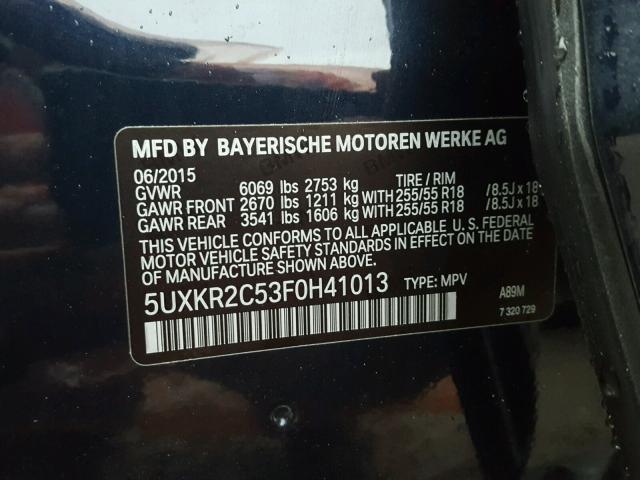 MFD BY BAYERISCHE MOTOREN WERKE AG
06/2015 TIRE / RIM
GVWR 6069 lbs 2753 kg
GAWR FRONT 2670 lbs 1211 kg WITH 255/55 R18 /8.5J x 18
GAWR REAR 3541 lbs 1606 kg WITH 255/55 R18 /8.5J x 18
THIS VEHICLE CONFORMS TO ALL APPLICABLE U. S. FEDERAL
MOTOR VEHICLE SAFETY STANDARDS IN EFFECT ON THE
DATE OF MANUFACTURE SHOWN ABOVE.
5UXKR2C53F0H41013 TYPE: MPV A89M
7 320 729